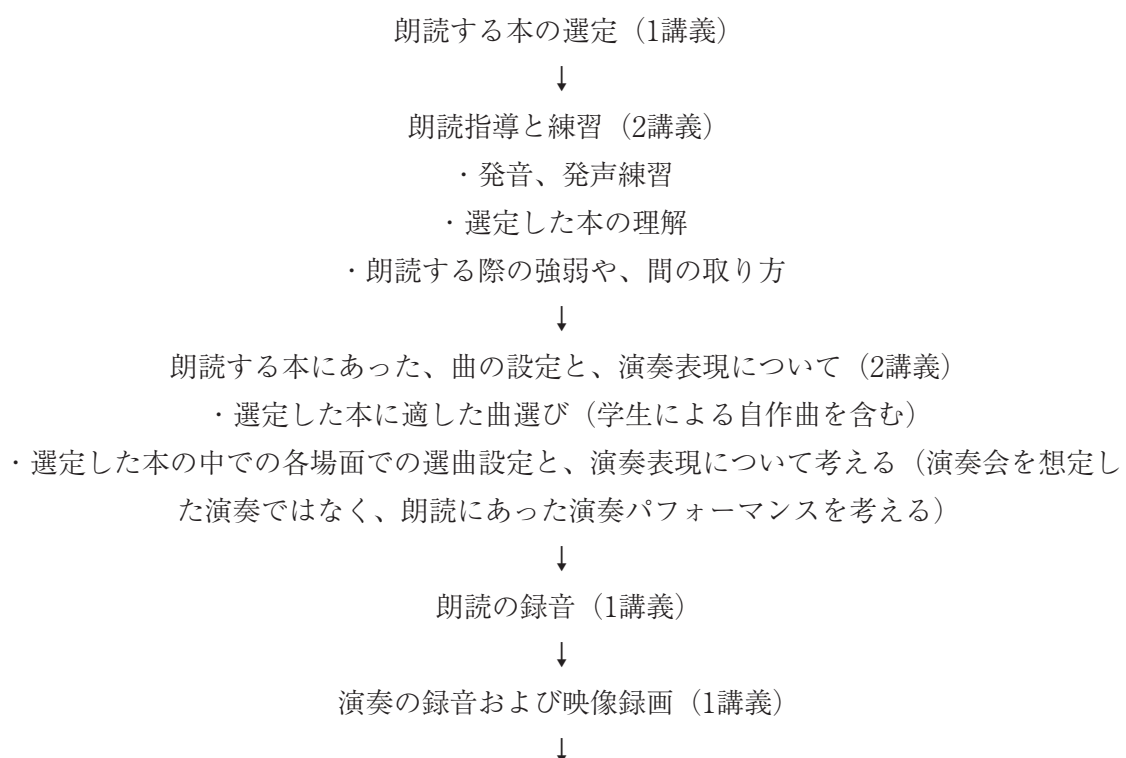 朗読する本の選定（1講義）
↓
朗読指導と練習（2講義）
・発音、発声練習
・選定した本の理解
・朗読する際の強弱や、間の取り方
↓
朗読する本にあった、曲の設定と、演奏表現について（2講義）
・選定した本に適した曲選び（学生による自作曲を含む）
・選定した本の中での各場面での選曲設定と、演奏表現について考える（演奏会を想定し
た演奏ではなく、朗読にあった演奏パフォーマンスを考える）
↓
朗読の録音（1講義）
↓
演奏の録音および映像録画（1講義）
↓